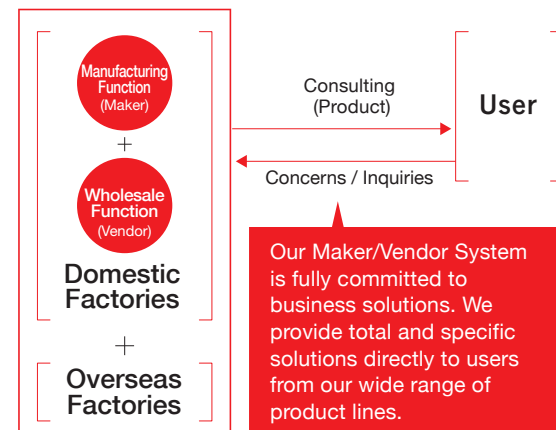 Manufacturing
Function
(Maker)
+
Wholesale
Function
(Vendor)
Domestic
Factories
+
Overseas
Factories
Consulting
(Product)
Concerns / Inquiries
User
Our Maker/Vendor System
is fully committed to
business solutions. We
provide total and specific
solutions directly to users
from our wide range of
product lines.